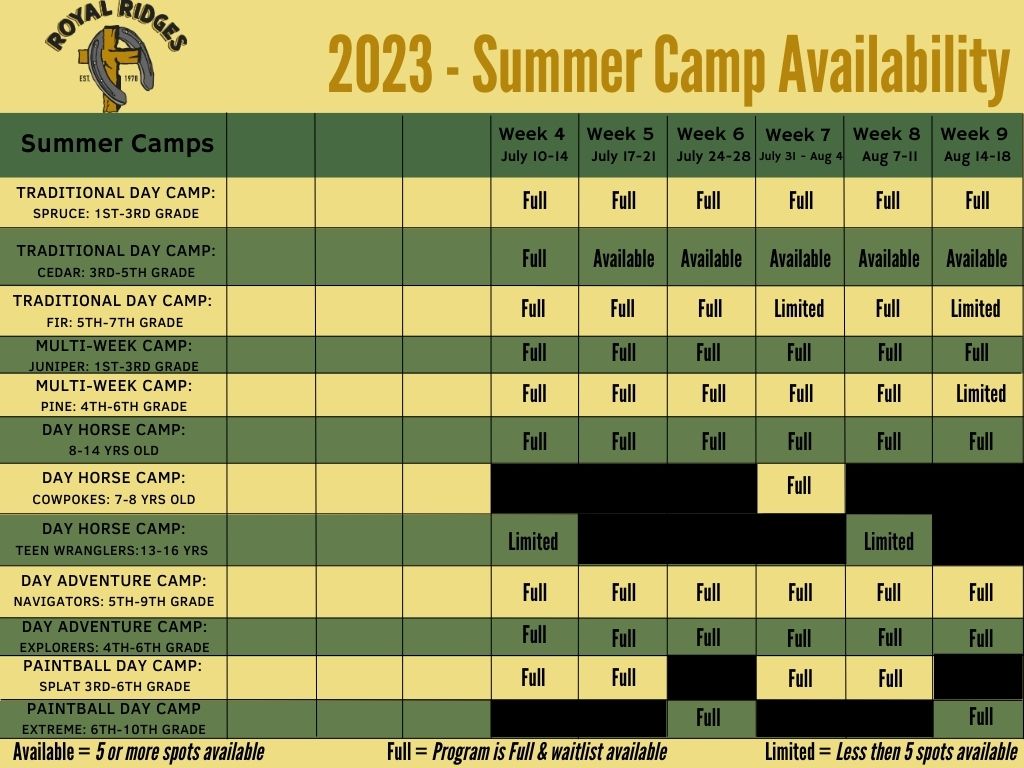 ROYAL RIDGES
EST. 1978
2023 - Summer Camp Availability
Summer Camps
Week 4 Week 5 Week 6 Week 7 Week 8 Week 9
July 10-14 July 17-21 July 24-28 July 31 - Aug 4 Aug 7-11 Aug 14-18
TRADITIONAL DAY CAMP:
SPRUCE: 1ST-3RD GRADE
Full Full Full Full Full Full
TRADITIONAL DAY CAMP:
CEDAR: 3RD-5TH GRADE
Full Available Available Available Available Available
TRADITIONAL DAY CAMP:
FIR: 5TH-7TH GRADE
Full Full Full Limited Full Limited
MULTI-WEEK CAMP:
JUNIPER: 1ST-3RD GRADE
Full Full Full Full Full Full
MULTI-WEEK CAMP:
PINE: 4TH-6TH GRADE
Full Full Full Full Full Limited
DAY HORSE CAMP:
8-14 YRS OLD
Full Full Full Full Full Full
DAY HORSE CAMP:
COWPOKES: 7-8 YRS OLD
Full
DAY HORSE CAMP:
TEEN WRANGLERS:13-16 YRS
Limited Limited
DAY ADVENTURE CAMP:
NAVIGATORS: 5TH-9TH GRADE
Full Full Full Full Full Full
DAY ADVENTURE CAMP:
EXPLORERS: 4TH-6TH GRADE
Full Full Full Full Full Full
PAINTBALL DAY CAMP:
SPLAT 3RD-6TH GRADE
Full Full Full Full
PAINTBALL DAY CAMP
EXTREME: 6TH-10TH GRADE
Full Full
Available = 5 or more spots available
Full = Program is Full & waitlist available
Limited = Less then 5 spots available